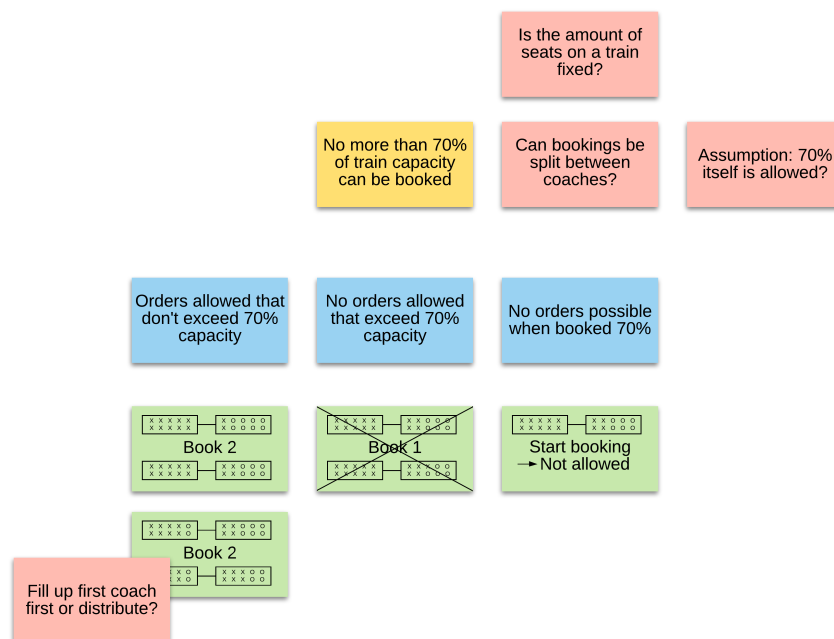 Is the amount of
seats on a train
fixed?
No more than 70%
of train capacity
can be booked
Can bookings be
split between
coaches?
Assumption: 70%
itself is allowed?
Orders allowed that
don't exceed 70%
capacity
No orders allowed
that exceed 70%
capacity
No orders possible
when booked 70%
Book 2
Book 1
Start booking
Not allowed
Book 2
Fill up first coach
first or distribute?